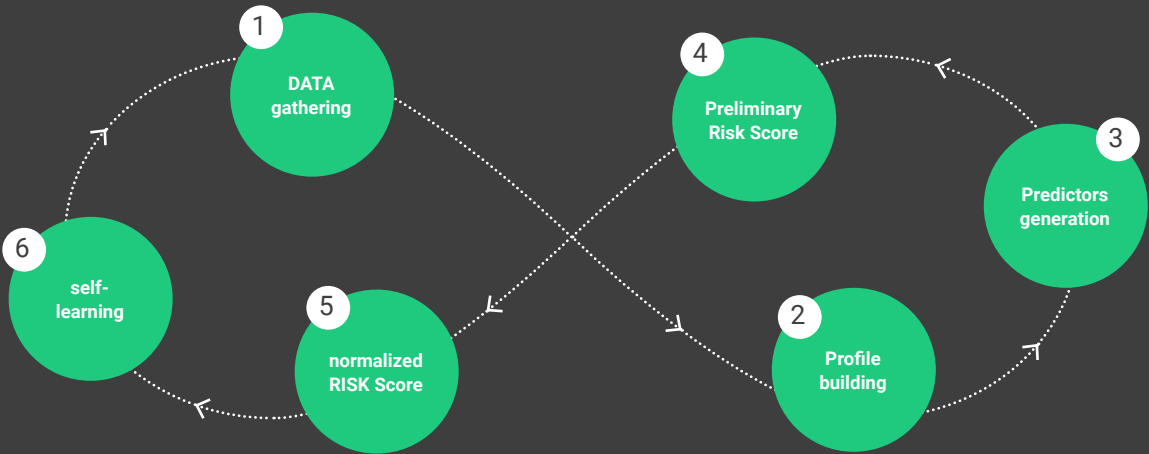 1
DATA
gathering
2
Profile
building
3
Predictors
generation
4
Preliminary
Risk Score
5
normalized
RISK Score
6
self-
learning